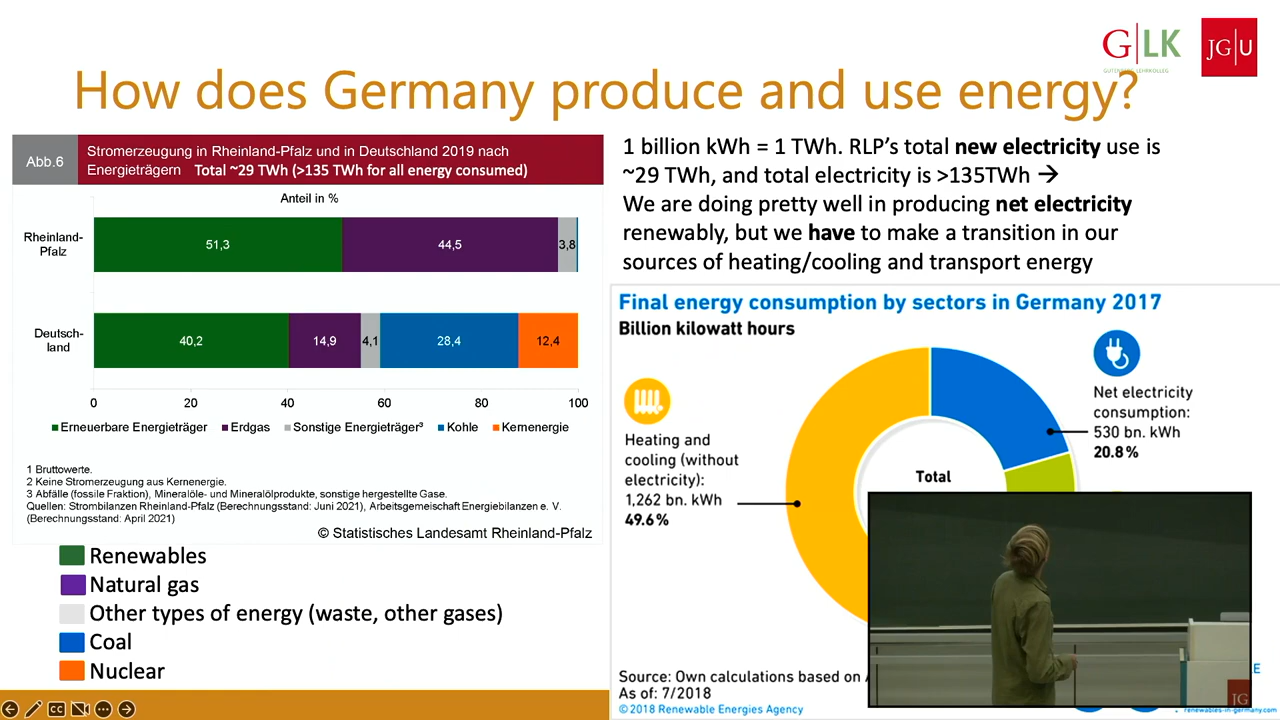 G|LK
GUTENBERG LEHRKOLLEG
JG|U
How does Germany produce and use energy?
Abb.6
Stromerzeugung in Rheinland-Pfalz und in Deutschland 2019 nach
Energieträgern Total ~29 TWh (>135 TWh for all energy consumed)
Anteil in %
Rheinland-
Pfalz
51,3
44,5
3,8
Deutsch-
land
40,2
14,9
4,1
28,4
12,4
0
20
40
60
80
100
Erneuerbare Energieträger
Erdgas
Sonstige Energieträger³
Kohle
Kernenergie
1 Bruttowerte.
2 Keine Stromerzeugung aus Kernenergie.
3 Abfälle (fossile Fraktion), Mineralöle- und Mineralölprodukte, sonstige hergestellte Gase.
Quellen: Strombilanzen Rheinland-Pfalz (Berechnungsstand: Juni 2021), Arbeitsgemeinschaft Energiebilanzen e. V.
(Berechnungsstand: April 2021)
© Statistisches Landesamt Rheinland-Pfalz
Renewables
Natural gas
Other types of energy (waste, other gases)
Coal
Nuclear
1 billion kWh = 1 TWh. RLP’s total new electricity use is
~29 TWh, and total electricity is >135TWh →
We are doing pretty well in producing net electricity
renewably, but we have to make a transition in our
sources of heating/cooling and transport energy
Final energy consumption by sectors in Germany 2017
Billion kilowatt hours
Net electricity
consumption:
530 bn. kWh
20.8 %
Heating and
cooling (without
electricity):
1,262 bn. kWh
49.6 %
Total
Source: Own calculations based on A
As of: 7/2018
© 2018 Renewable Energies Agency
E
renewables-in-germany.com
JG
CC